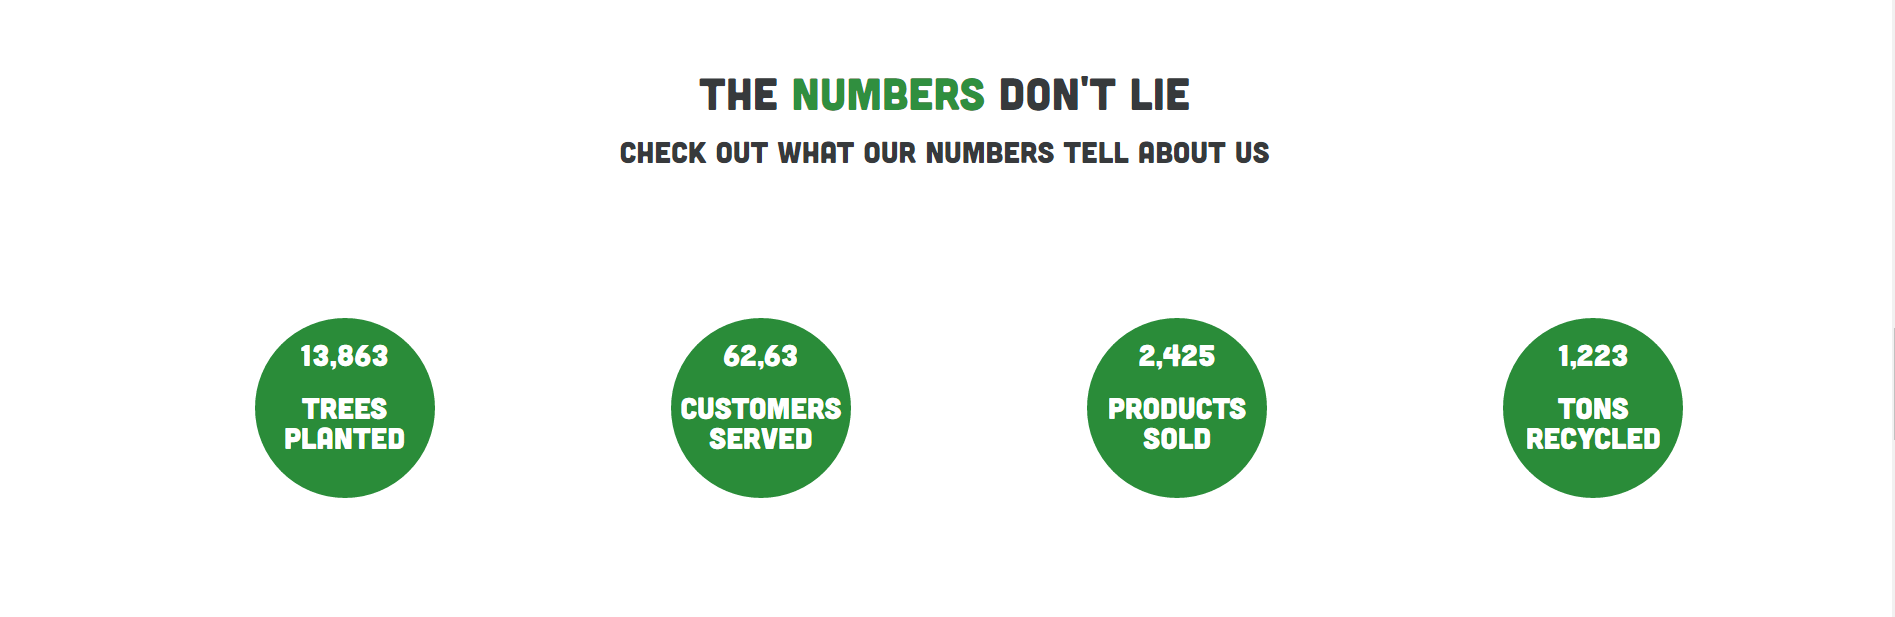 THE NUMBERS DON'T LIE
CHECK OUT WHAT OUR NUMBERS TELL ABOUT US
13,863
TREES
PLANTED
62,63
CUSTOMERS
SERVED
2,425
PRODUCTS
SOLD
1,223
TONS
RECYCLED